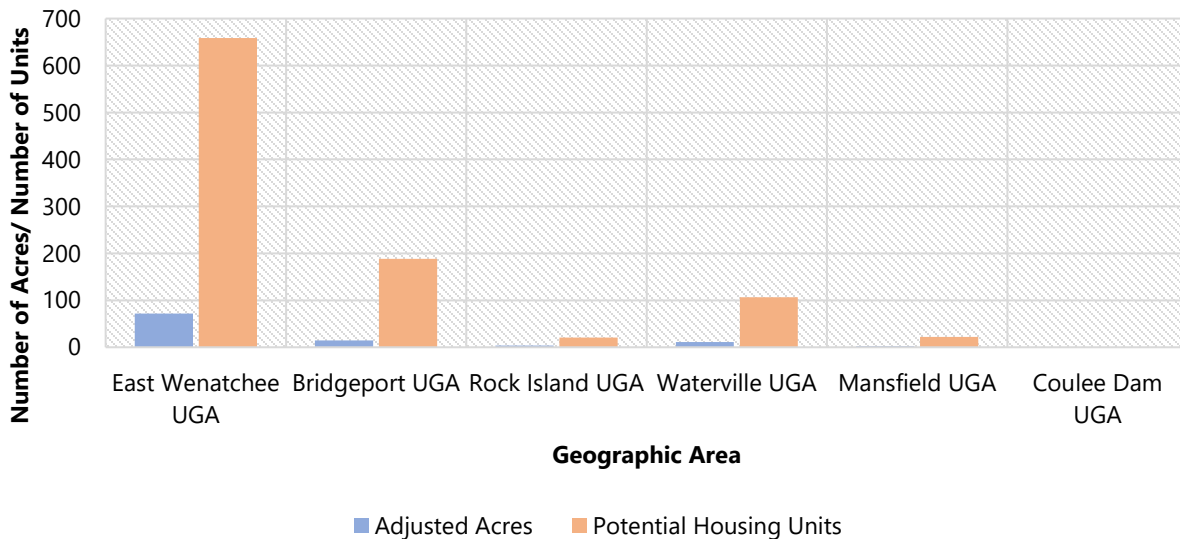 Number of Acres/ Number of Units
700
600
500
400
300
200
100
0
East Wenatchee UGA
Bridgeport UGA
Rock Island UGA
Waterville UGA
Mansfield UGA
Coulee Dam UGA
Geographic Area
Adjusted Acres
Potential Housing Units